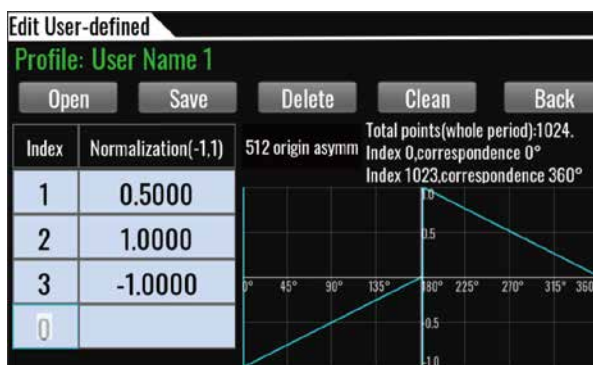 Edit User-defined
Profile: User Name 1
Open Save Delete Clean Back
Index Normalization(-1,1)
1 0.5000
2 1.0000
3 -1.0000
0
512 origin asymm
Total points(whole period):1024.
Index 0,correspondence 0°
Index 1023,correspondence 360°
1.0
0.5
0° 45° 90° 135° 180° 225° 270° 315° 360
-0.5
-1.0